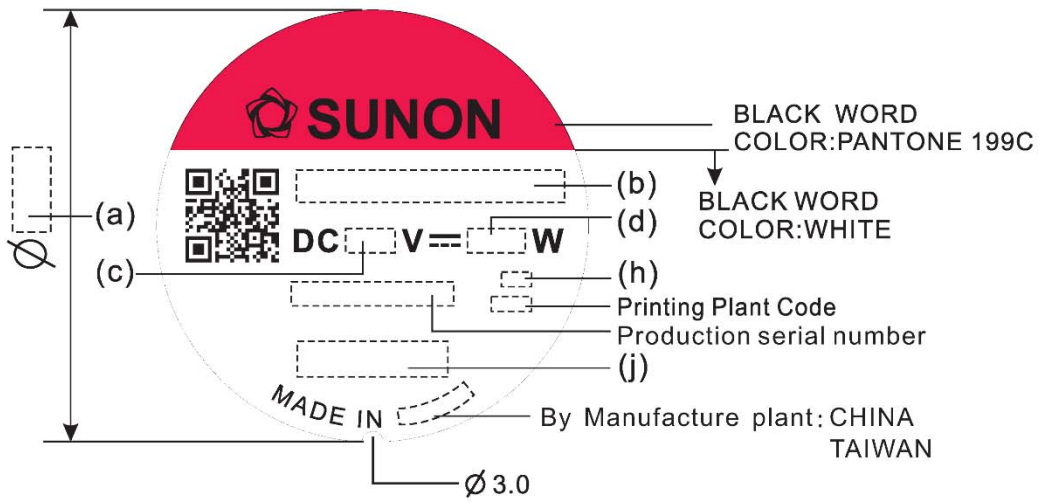 SUNON
BLACK WORD
COLOR:PANTONE 199C
(b)
BLACK WORD
COLOR:WHITE
(a)
DC V W
(d)
(c)
(h)
Printing Plant Code
Production serial number
(j)
MADE IN
By Manufacture plant: CHINA
TAIWAN
Ø
Ø 3.0